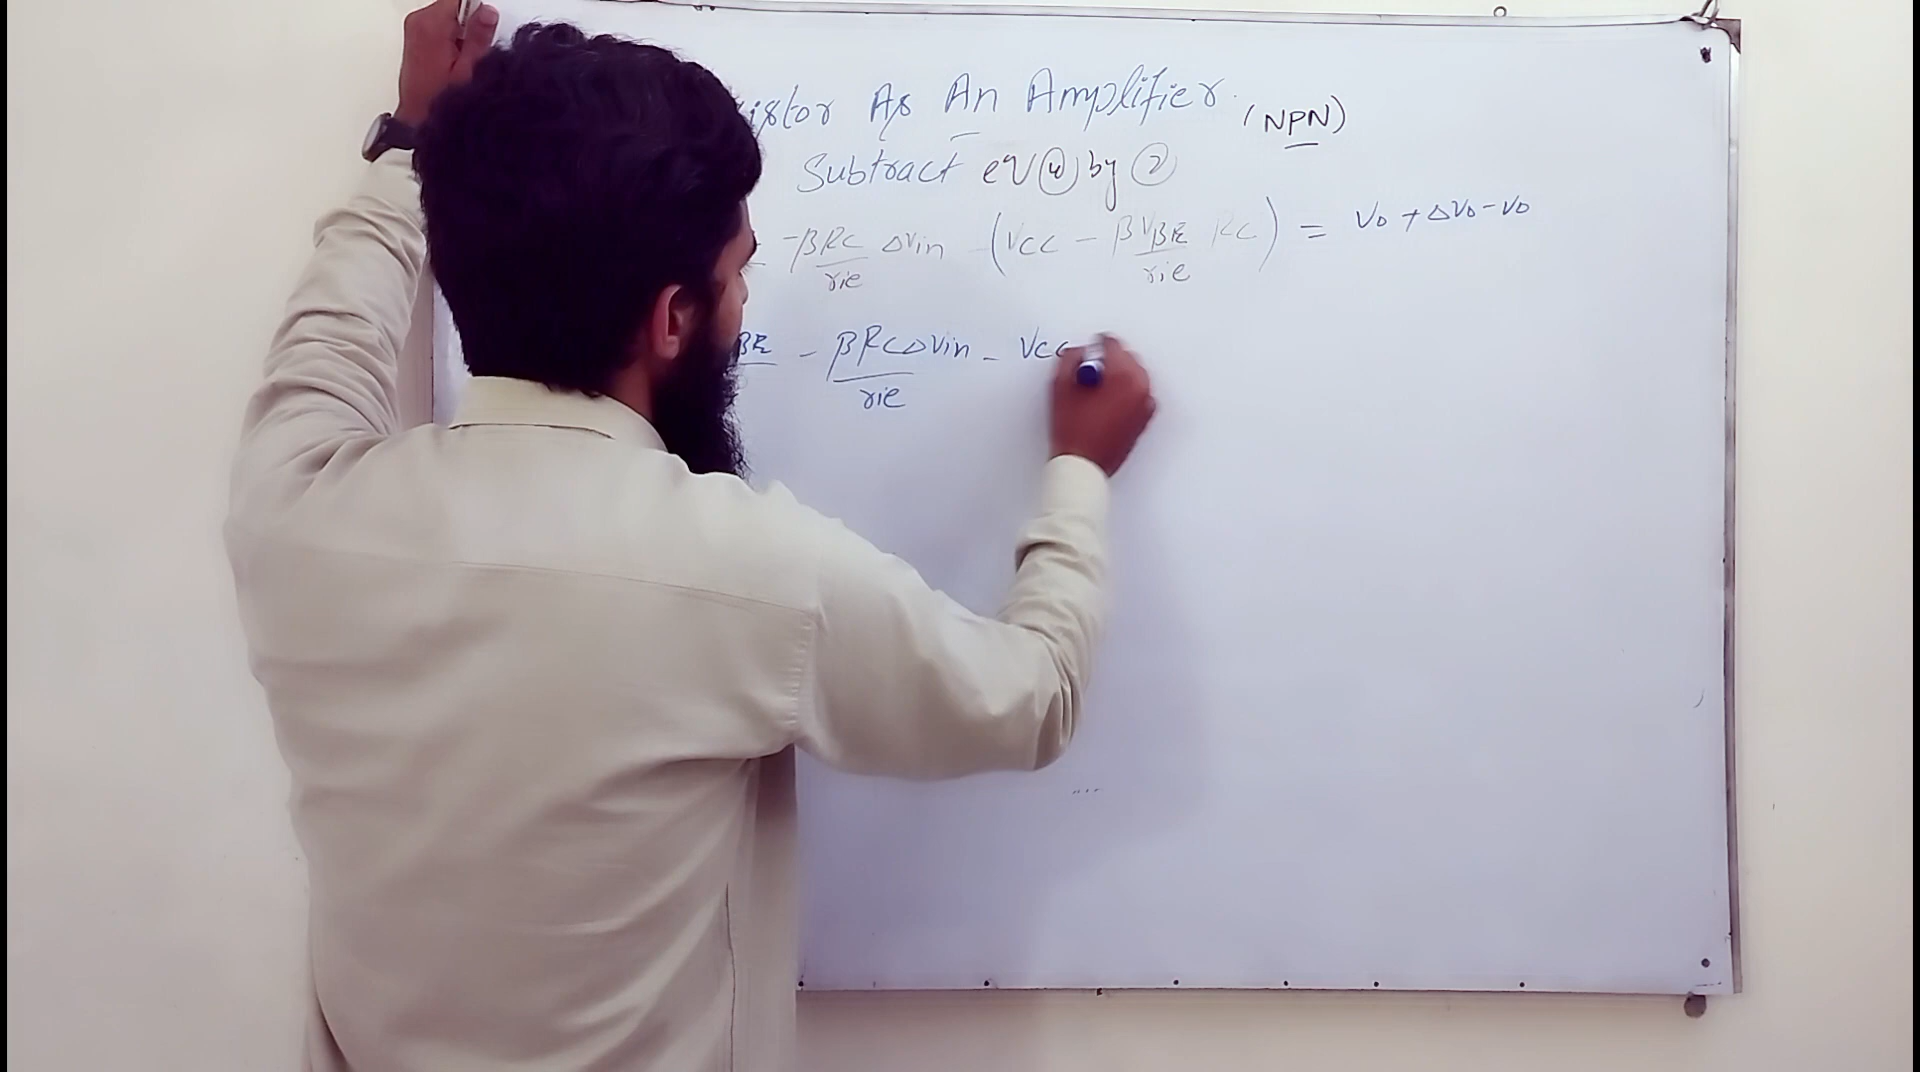 As An Amplifier. (NPN)
Subtract eq (4) by (2)
-βRC/rie ΔVin - (VCC - βVBE/rie RC) = Vo + ΔVo - Vo
BE - βRCΔVin/rie - VCC